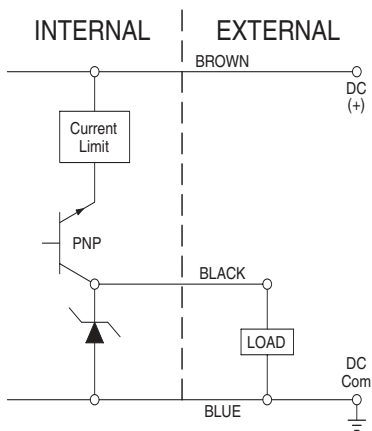 INTERNAL
EXTERNAL
BROWN
DC
(+)
Current
Limit
PNP
BLACK
LOAD
DC
Com
BLUE